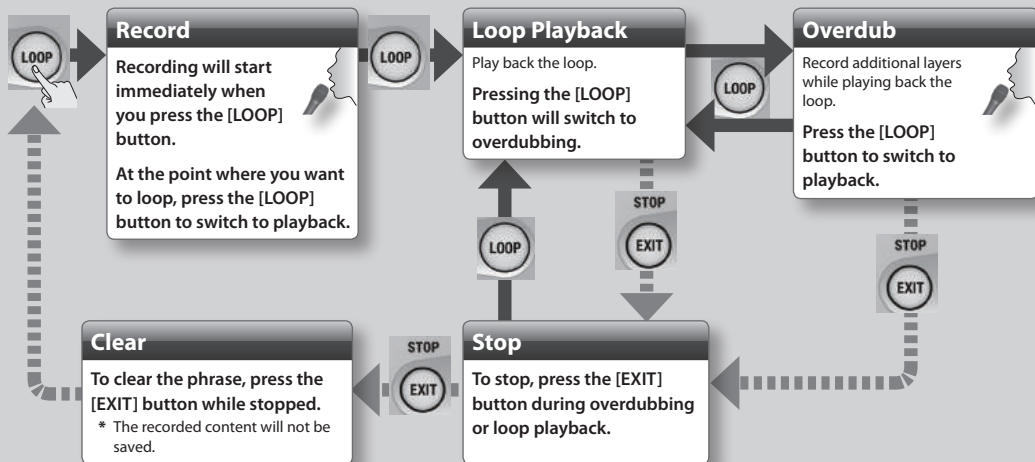 LOOP
Record
Recording will start
immediately when
you press the [LOOP]
button.
At the point where you want
to loop, press the [LOOP]
button to switch to playback.
LOOP
Loop Playback
Play back the loop.
Pressing the [LOOP]
button will switch to
overdubbing.
LOOP
Overdub
Record additional layers
while playing back the
loop.
Press the [LOOP]
button to switch to
playback.
LOOP
STOP
EXIT
STOP
EXIT
Clear
To clear the phrase, press the
[EXIT] button while stopped.
* The recorded content will not be
saved.
STOP
EXIT
Stop
To stop, press the [EXIT]
button during overdubbing
or loop playback.